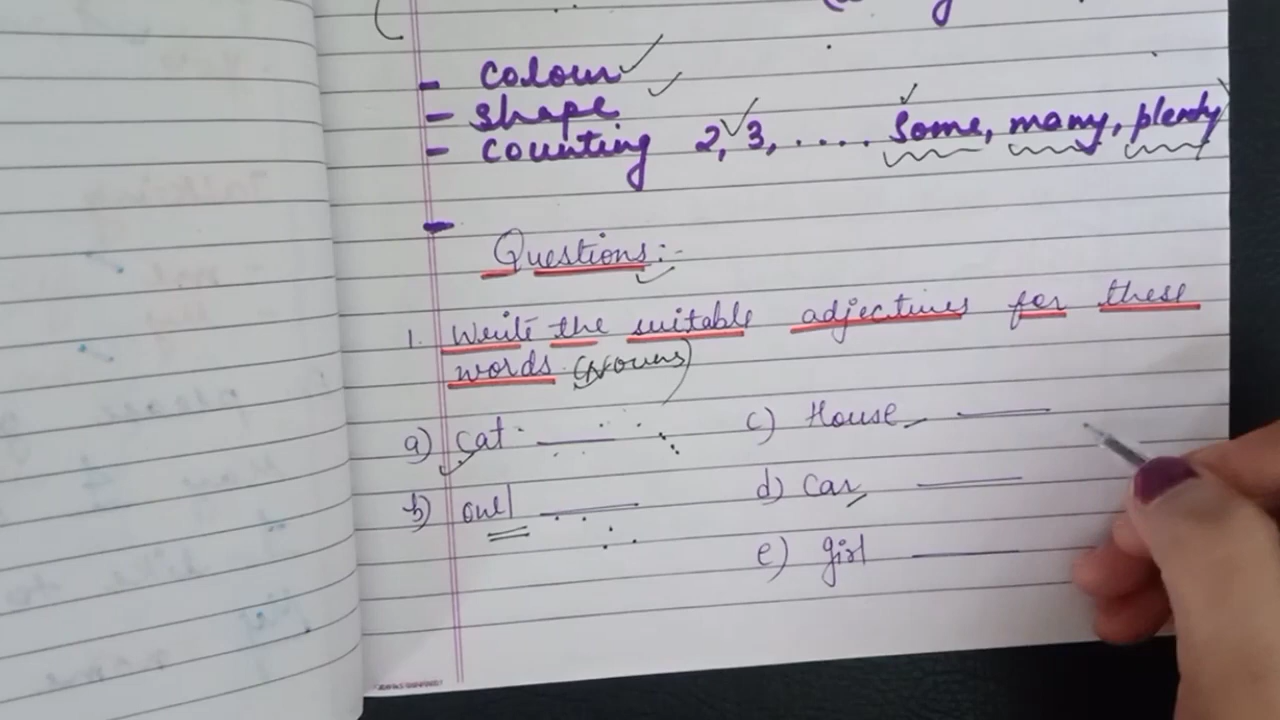 - colour
- shape
- counting 2, 3, .... Some, many, plenty
-
Questions:-
1. Write the suitable adjectives for these
words. (Nouns)
a) cat
b) owl
c) House
d) Car
e) girl